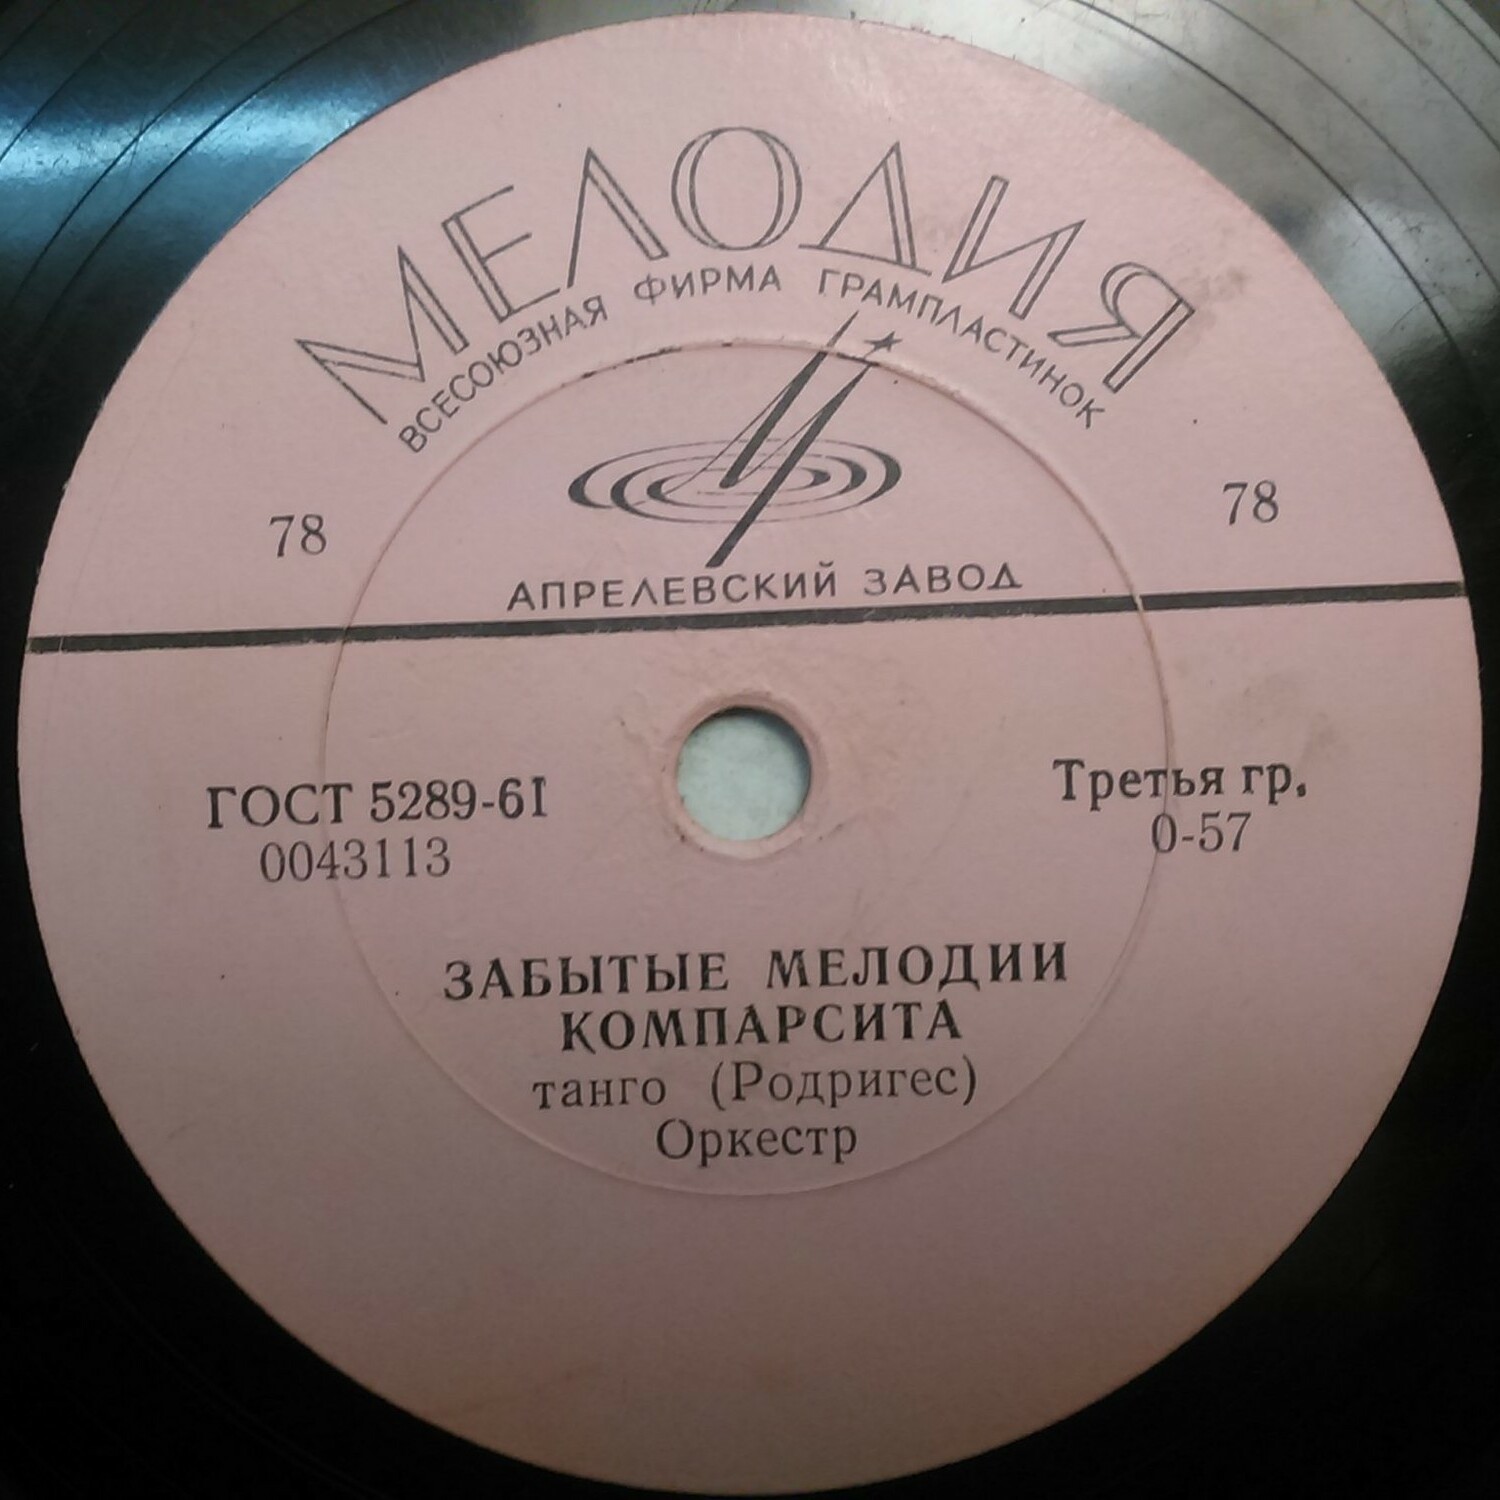 МЕЛОДИЯ
ВСЕСОЮЗНАЯ ФИРМА ГРАМПЛАСТИНОК
78
78
АПРЕЛЕВСКИЙ ЗАВОД
ГОСТ 5289-61
0043113
Третья гр.
0-57
ЗАБЫТЫЕ МЕЛОДИИ
КОМПАРСИТА
танго (Родригес)
Оркестр